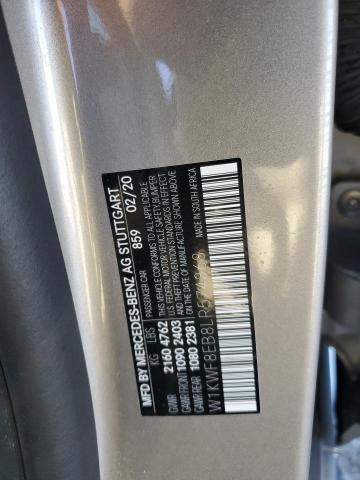 MFD BY MERCEDES-BENZ AG STUTTGART
PASSENGER CAR 859 02/20
KG LBS THIS VEHICLE CONFORMS TO ALL APPLICABLE
GVWR 2160 4762 U.S. FEDERAL MOTOR VEHICLE SAFETY, BUMPER
GAWR FRONT 1090 2403 AND THEFT PREVENTION STANDARDS IN EFFECT
GAWR REAR 1080 2381 ON THE DATE OF MANUFACTURE SHOWN ABOVE
MADE IN SOUTH AFRICA